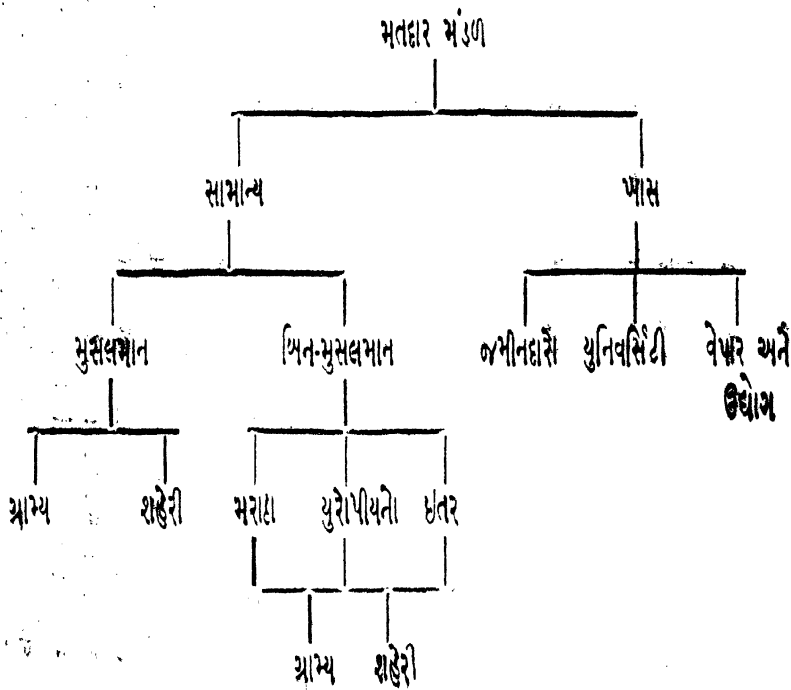 મતદાર મંડળ
સામાન્ય
ખાસ
મુસલમાન
બિન-મુસલમાન
જમીનદારો
યુનિવર્સિટી
વેપાર અને
ઉદ્યોગ
ગ્રામ્ય
શહેરી
મરાઠા
યુરોપીયનો
ઇતર
ગ્રામ્ય
શહેરી